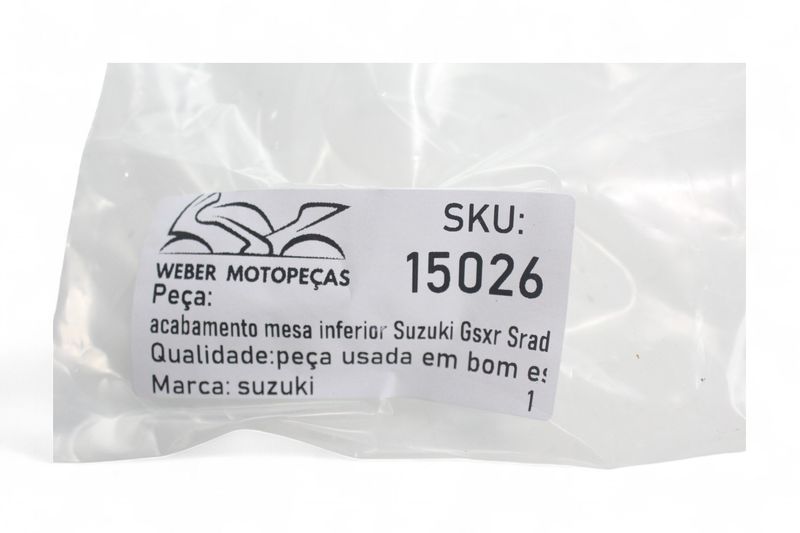 WEBER MOTOPEÇAS
SKU:
15026
Peça:
acabamento mesa inferior Suzuki Gsxr Srad
Qualidade:peça usada em bom es
Marca: suzuki
1